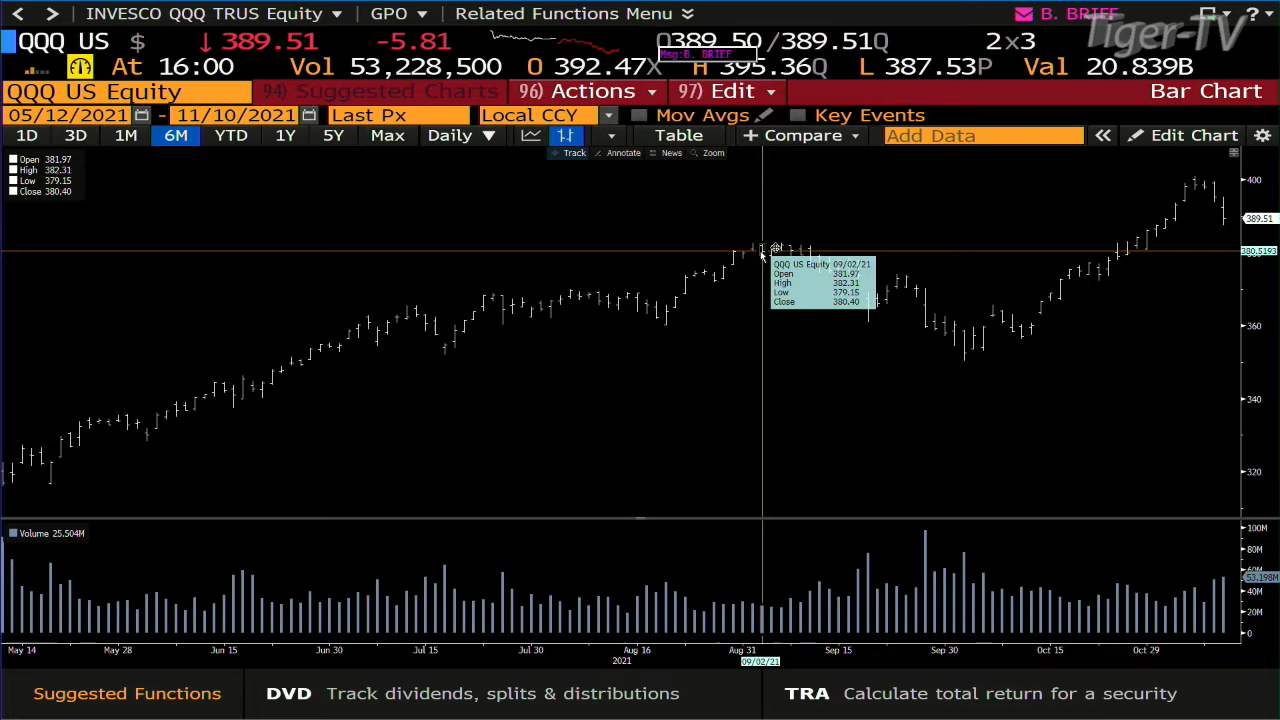 < > INVESCO QQQ TRUS Equity GPO Related Functions Menu B. BRIEF ?
Tiger-TV
QQQ US $ ↓389.51 -5.81 389.50/389.51Q 2x3
Msg:B. BRIEF
At 16:00 Vol 53,228,500 O 392.47X H 395.36Q L 387.53P Val 20.839B
QQQ US Equity 94) Suggested Charts 96) Actions 97) Edit Bar Chart
05/12/2021 - 11/10/2021 Last Px Local CCY Mov Avgs Key Events
1D 3D 1M 6M YTD 1Y 5Y Max Daily ▼ Table + Compare Add Data « Edit Chart
Track Annotate News Zoom
Open 381.97
High 382.31
Low 379.15
Close 380.40
400
389.51
380.5193
360
340
320
QQQ US Equity 09/02/21
Open 381.97
High 382.31
Low 379.15
Close 380.40
Volume 25.504M
100M
80M
60M
53.198M
40M
20M
0
May 14 May 28 Jun 15 Jun 30 Jul 15 Jul 30 Aug 16 Aug 31 Sep 15 Sep 30 Oct 15 Oct 29
2021 09/02/21
Suggested Functions DVD Track dividends, splits & distributions TRA Calculate total return for a security